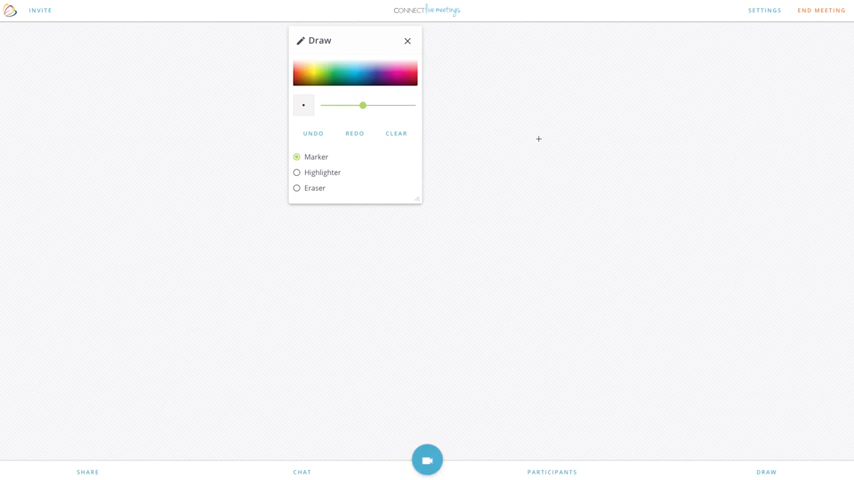 INVITE
CONNECT live meetings
SETTINGS
END MEETING
Draw
UNDO
REDO
CLEAR
Marker
Highlighter
Eraser
SHARE
CHAT
PARTICIPANTS
DRAW